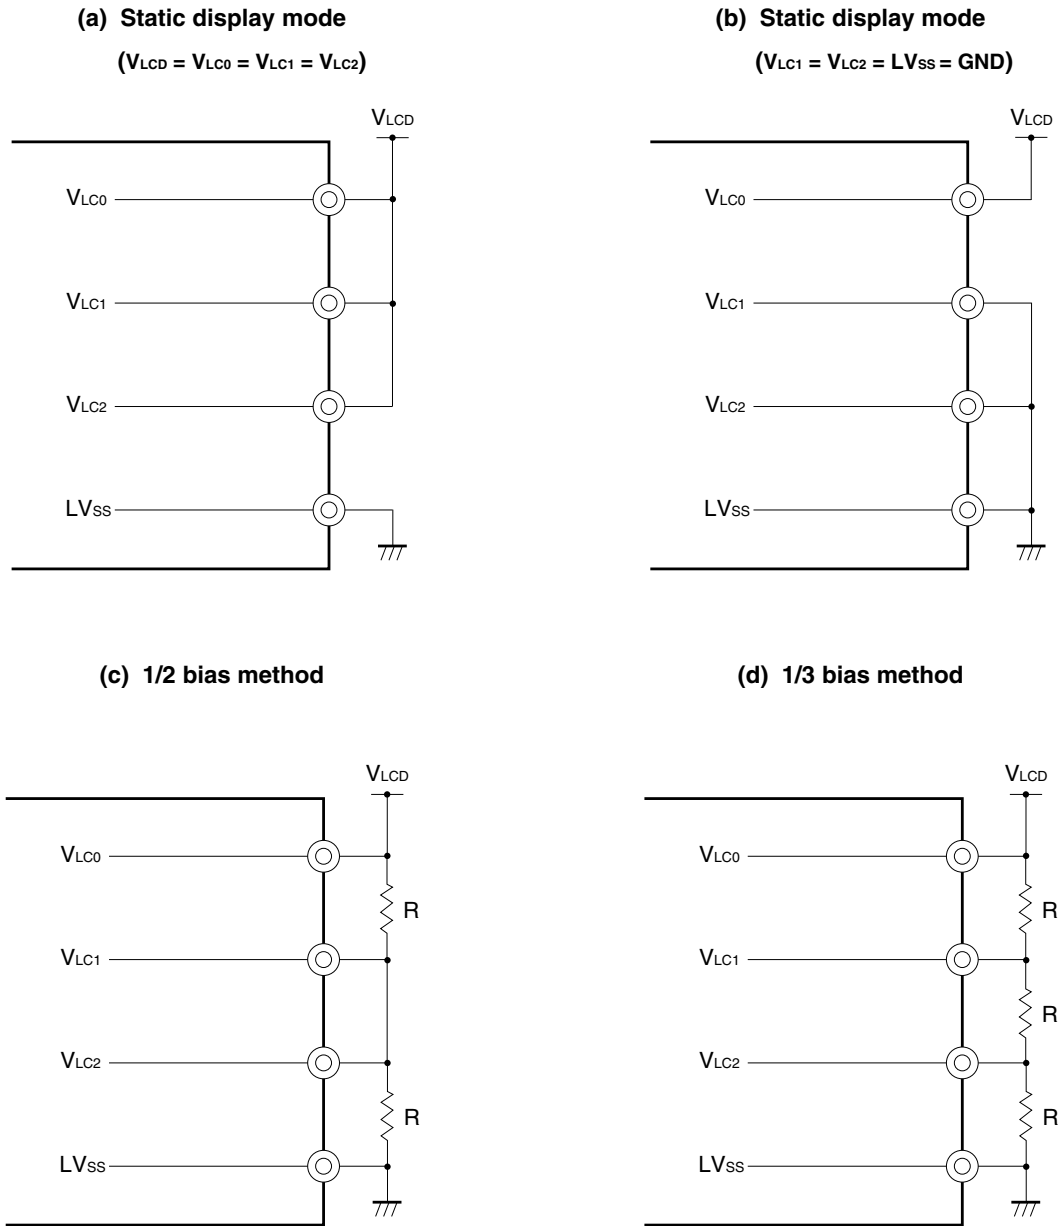 (a) Static display mode
(VLCD = VLC0 = VLC1 = VLC2)
VLCD
VLC0
VLC1
VLC2
LVSS
(b) Static display mode
(VLC1 = VLC2 = LVSS = GND)
VLCD
VLC0
VLC1
VLC2
LVSS
(c) 1/2 bias method
VLCD
VLC0
R
VLC1
VLC2
R
LVSS
(d) 1/3 bias method
VLCD
VLC0
R
VLC1
R
VLC2
R
LVSS